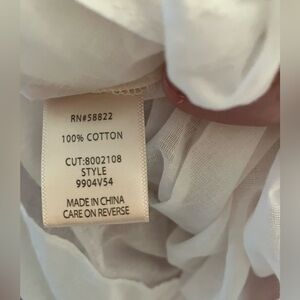 RN#58822
100% COTTON
CUT:8002108
STYLE
9904V54
MADE IN CHINA
CARE ON REVERSE